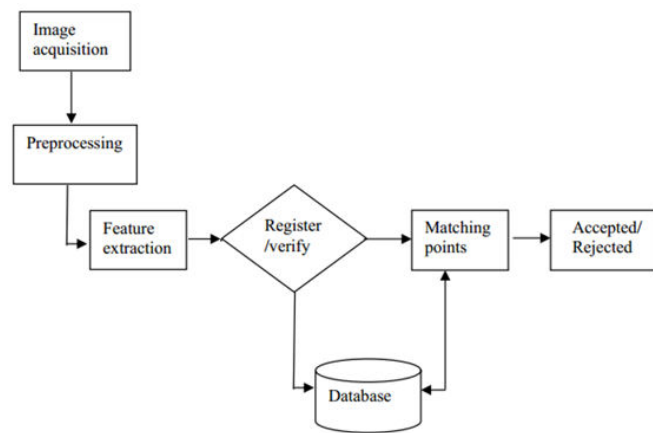 Image
acquisition
Preprocessing
Feature
extraction
Register
/verify
Matching
points
Accepted/
Rejected
Database